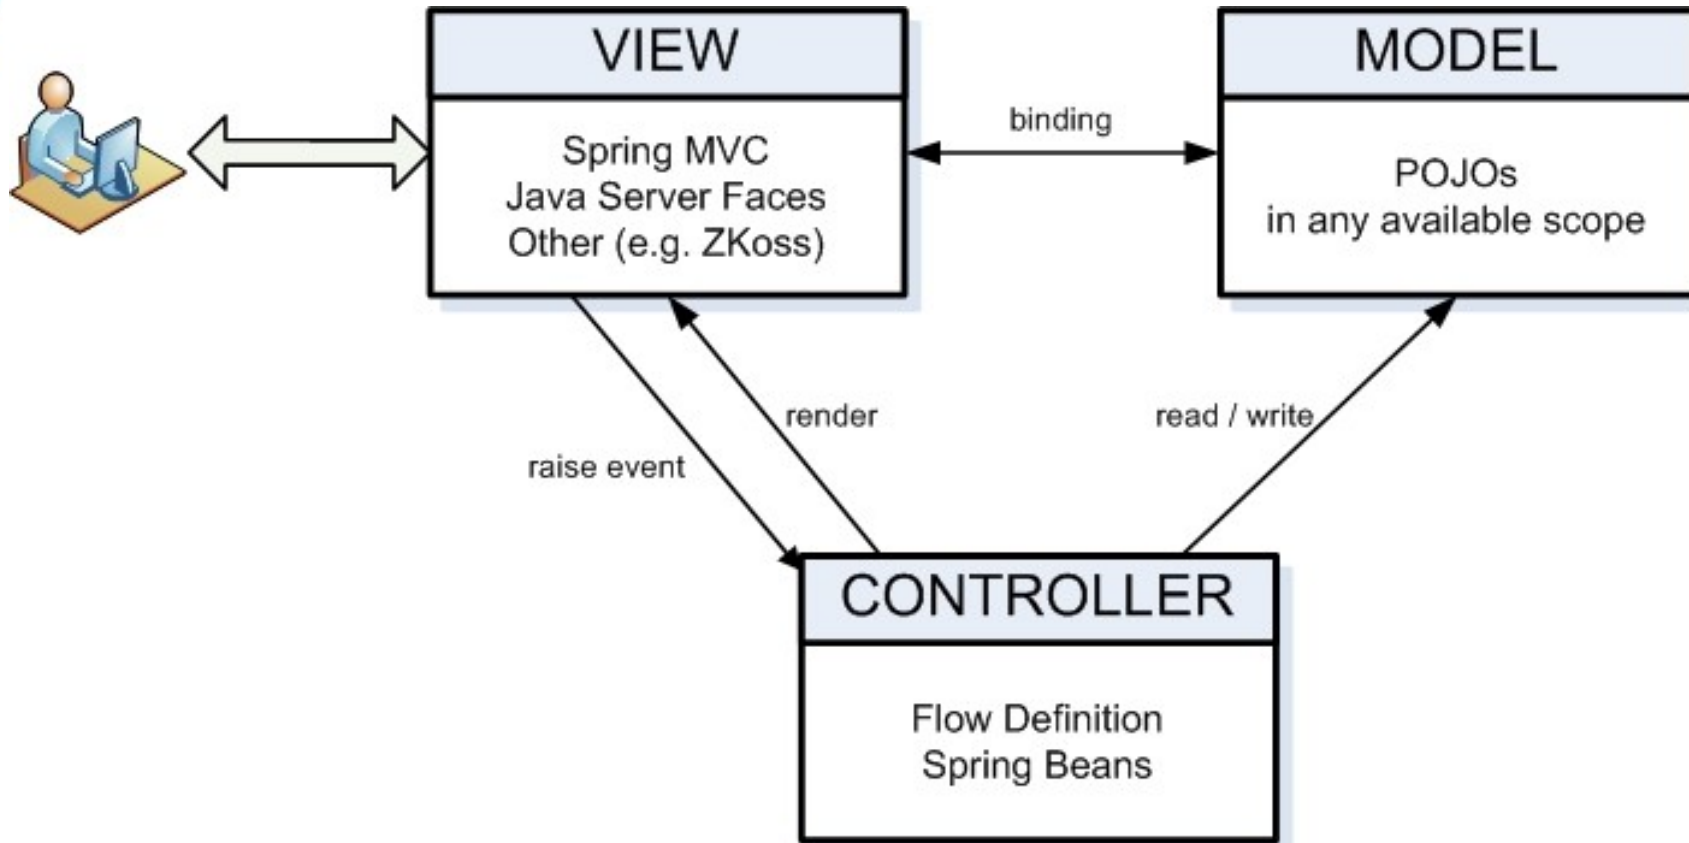 VIEW
Spring MVC
Java Server Faces
Other (e.g. ZKoss)
binding
MODEL
POJOs
in any available scope
render
raise event
read / write
CONTROLLER
Flow Definition
Spring Beans